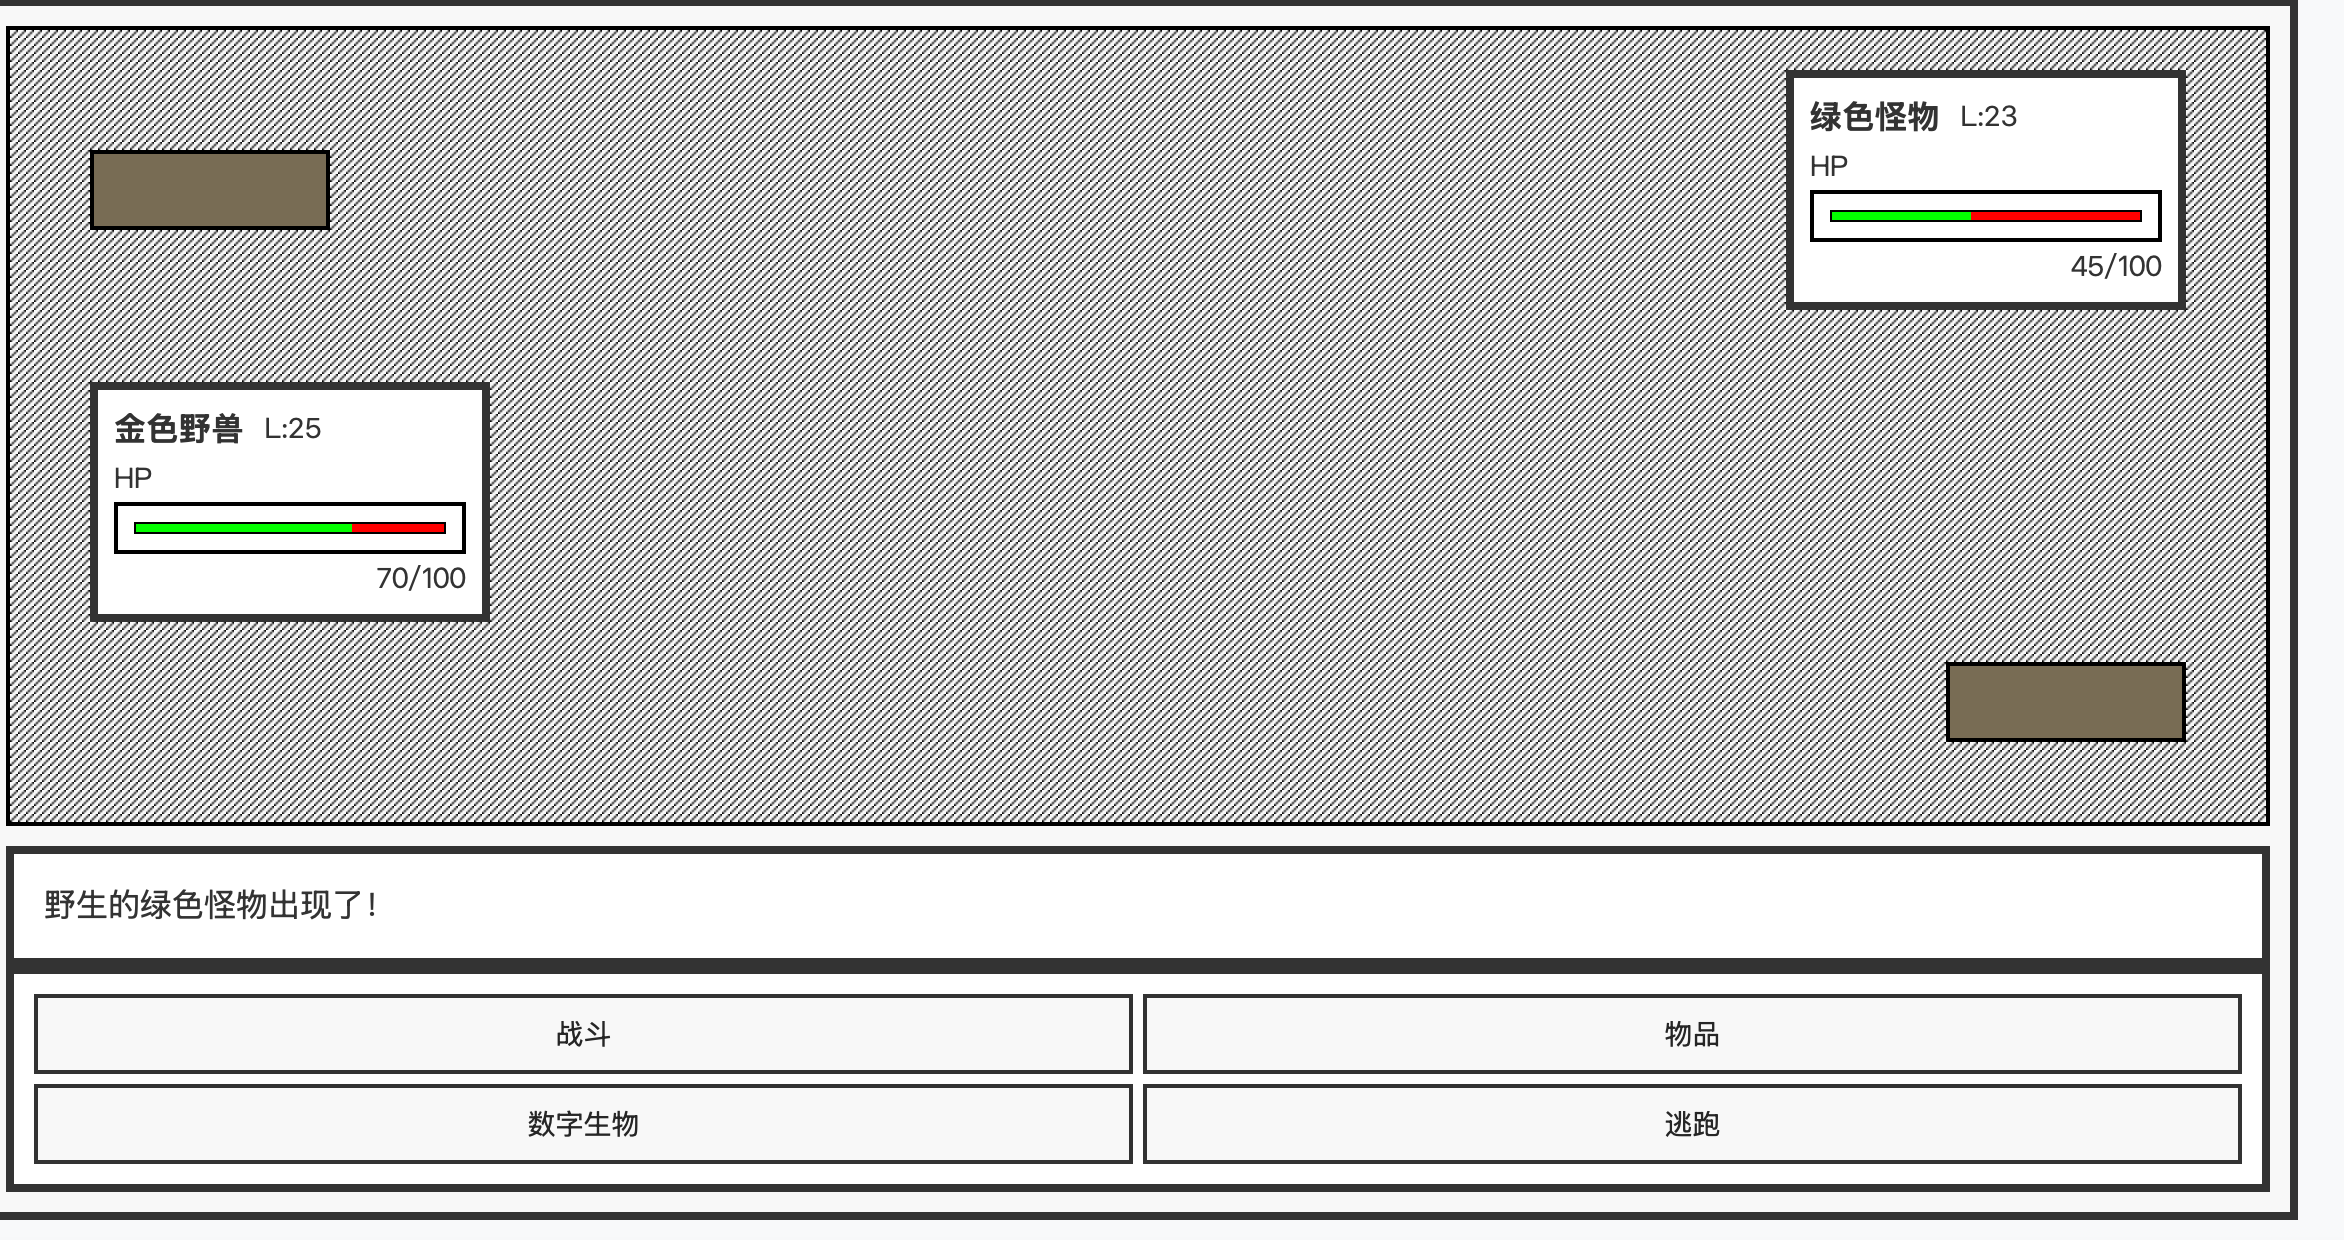 绿色怪物 L:23
HP
45/100
金色野兽 L:25
HP
70/100
野生的绿色怪物出现了!
战斗
物品
数字生物
逃跑